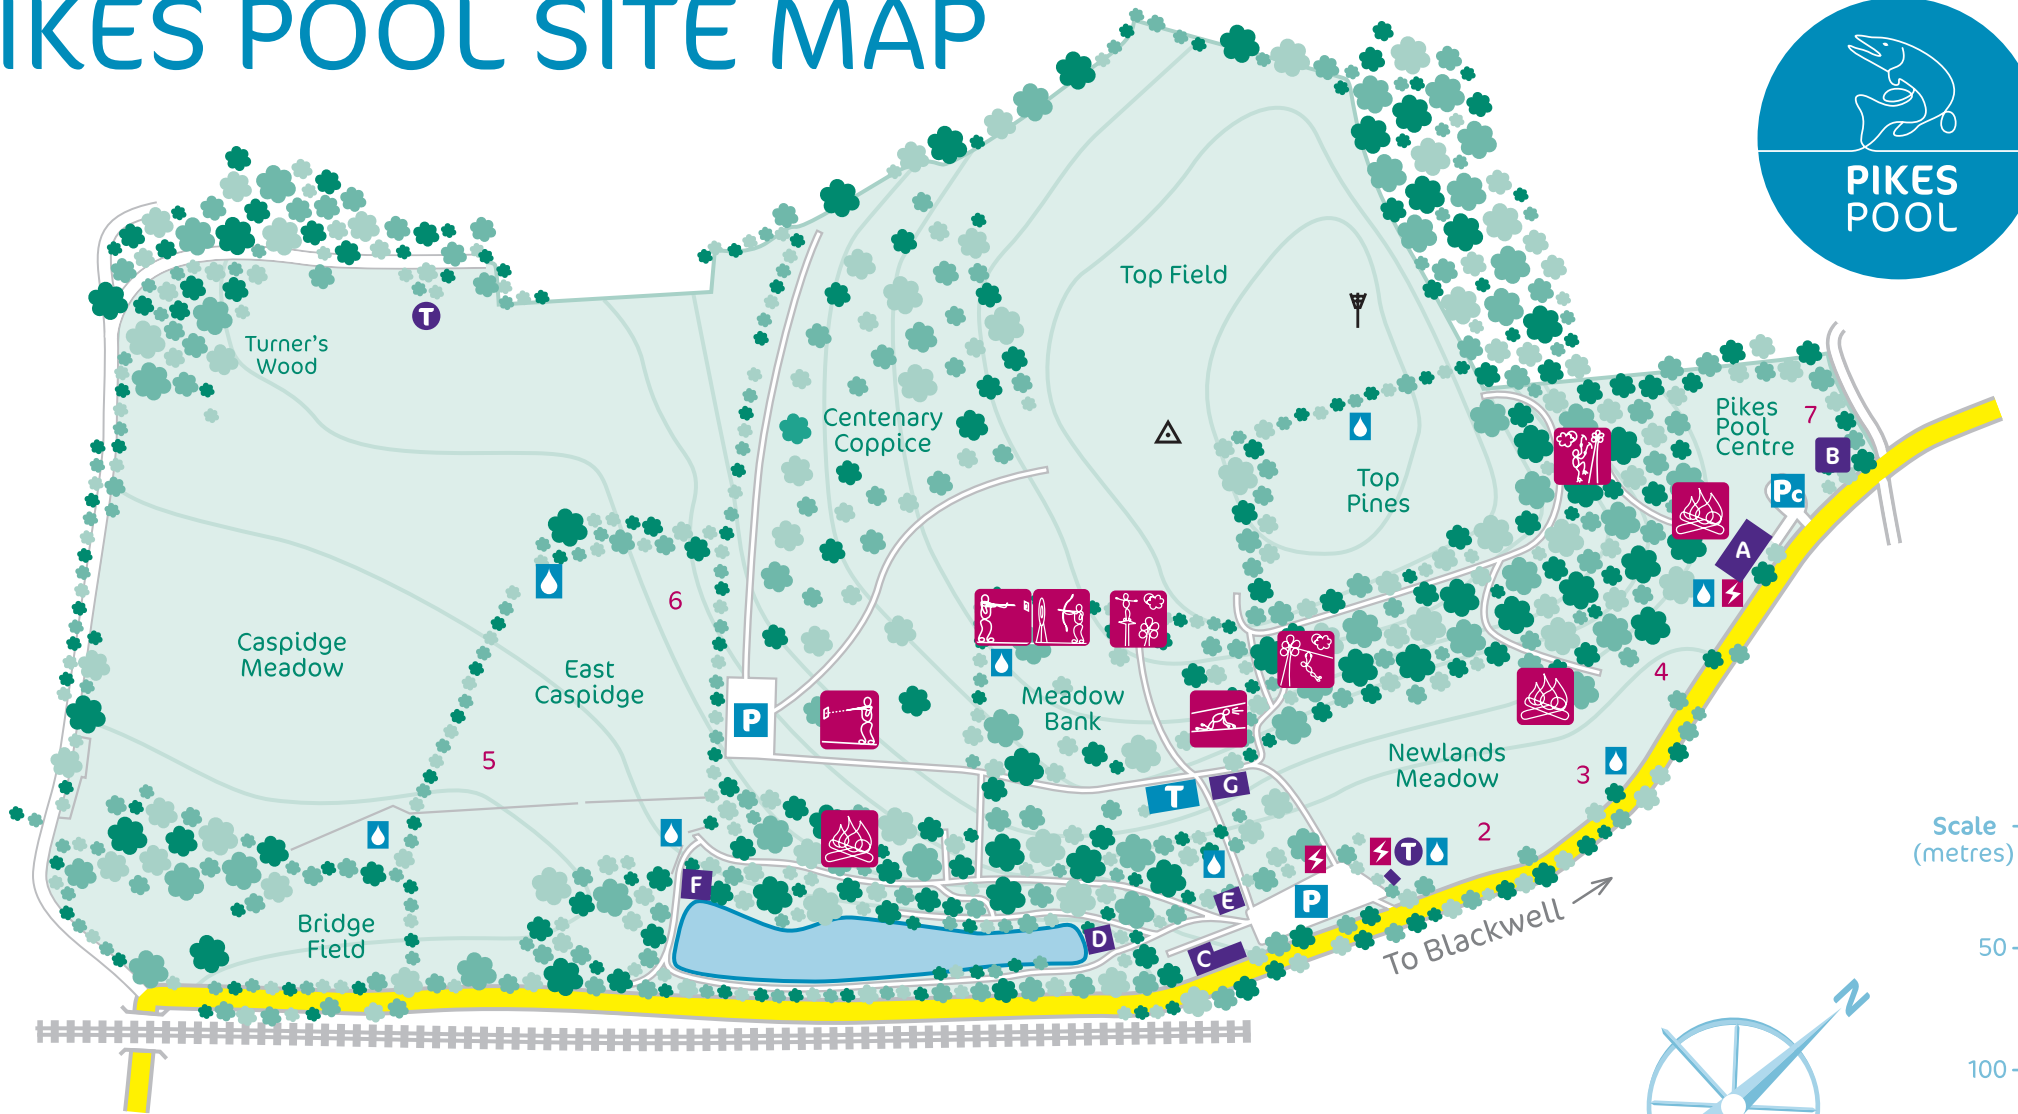 IKES POOL SITE MAP
PIKES
POOL
Top Field
T
Turner's
Wood
Centenary
Coppice
Pikes
Pool
Centre
7
B
Top
Pines
Pc
A
6
Caspidge
Meadow
East
Caspidge
4
Meadow
Bank
P
Newlands
Meadow
5
3
G
T
2
Scale
(metres)
T
F
E
P
Bridge
Field
D
C
To Blackwell
50
N
100